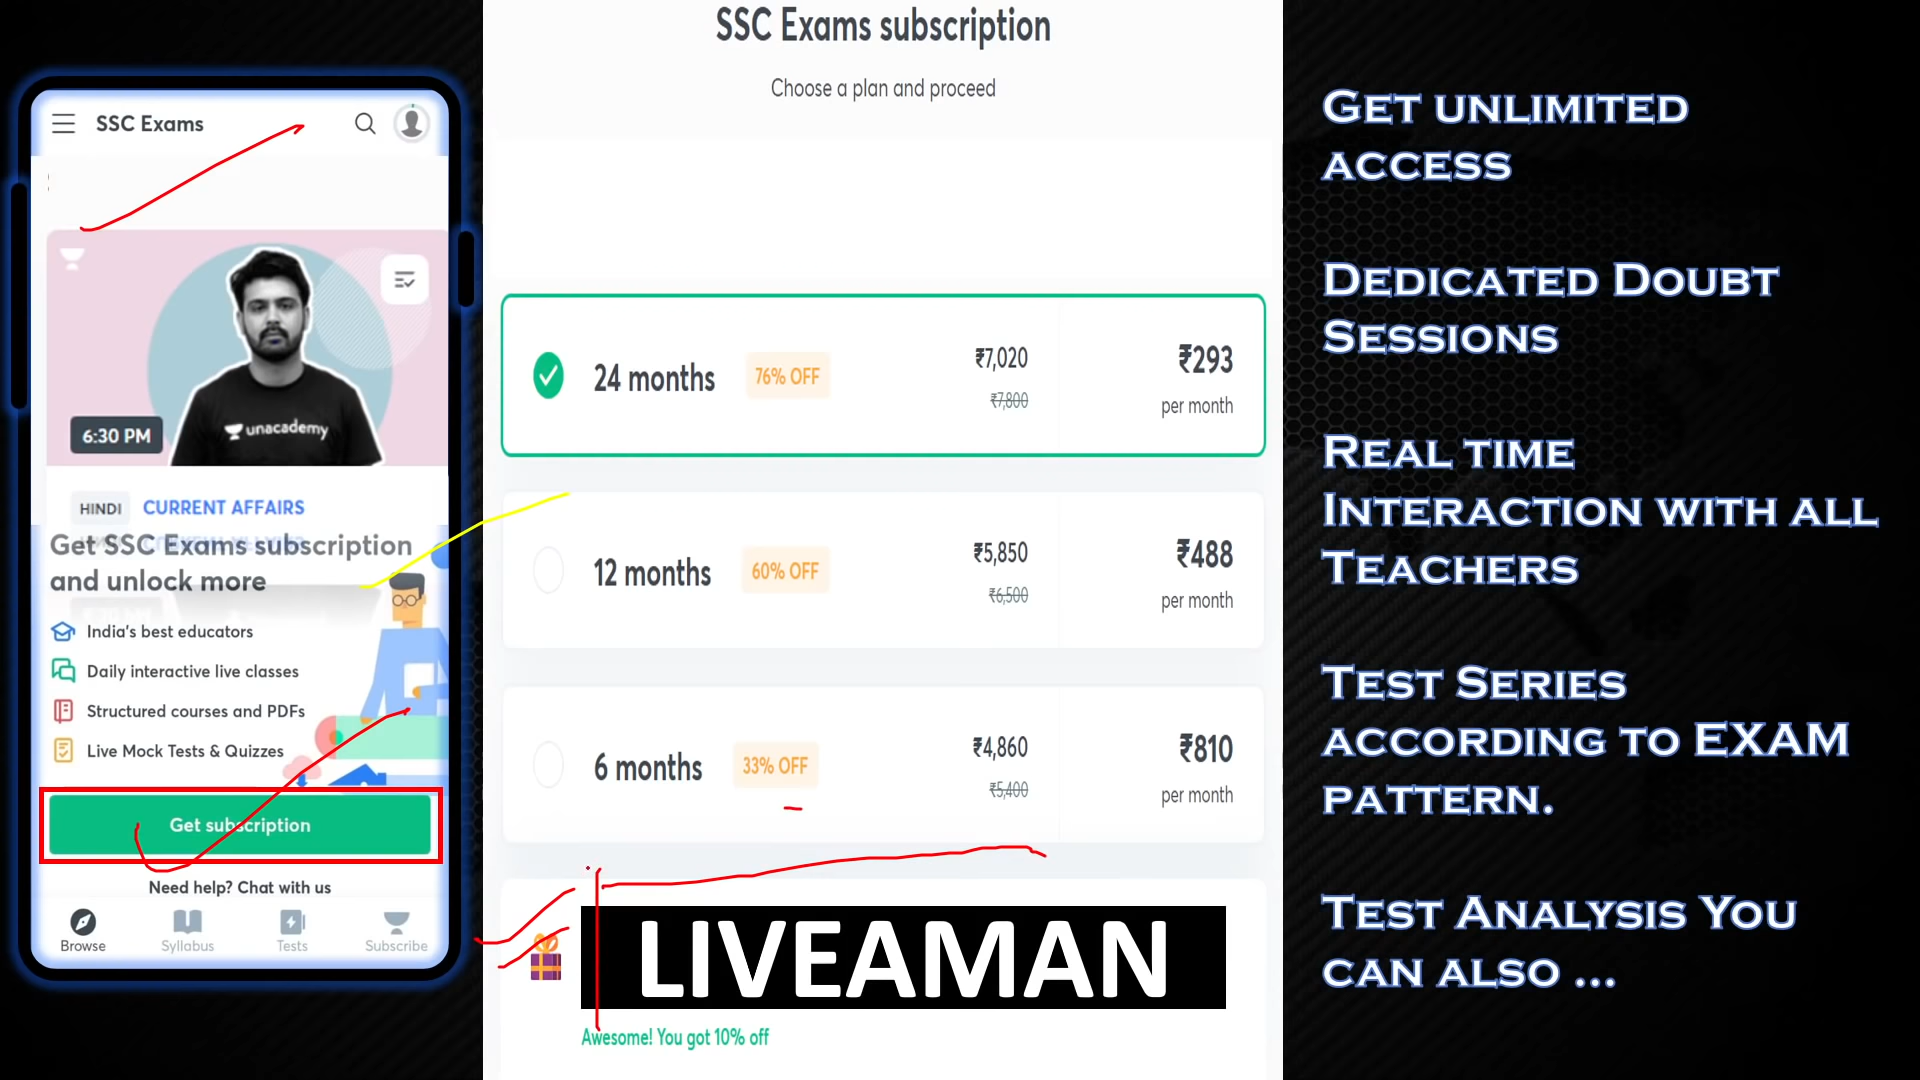 SSC Exams
unacademy
6:30 PM
HINDI CURRENT AFFAIRS
Get SSC Exams subscription
and unlock more
India's best educators
Daily interactive live classes
Structured courses and PDFs
Live Mock Tests & Quizzes
Get subscription
Need help? Chat with us
Browse Syllabus Tests Subscribe
SSC Exams subscription
Choose a plan and proceed
24 months 76% OFF ₹7,020 ₹293
₹7,800 per month
12 months 60% OFF ₹5,850 ₹488
₹6,500 per month
6 months 33% OFF ₹4,860 ₹810
₹5,400 per month
LIVEAMAN
Awesome! You got 10% off
GET UNLIMITED
ACCESS
DEDICATED DOUBT
SESSIONS
REAL TIME
INTERACTION WITH ALL
TEACHERS
TEST SERIES
ACCORDING TO EXAM
PATTERN.
TEST ANALYSIS YOU
CAN ALSO ...